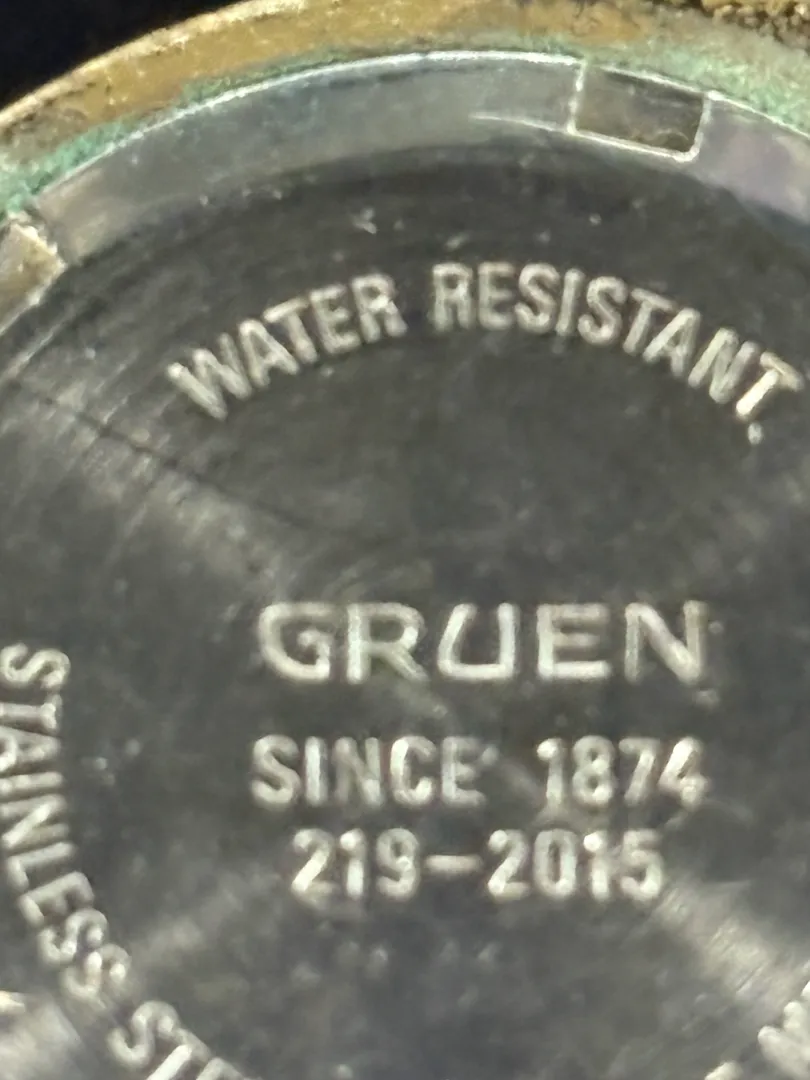 WATER RESISTANT
GRUEN
SINCE 1874
219-2015
STAINLESS